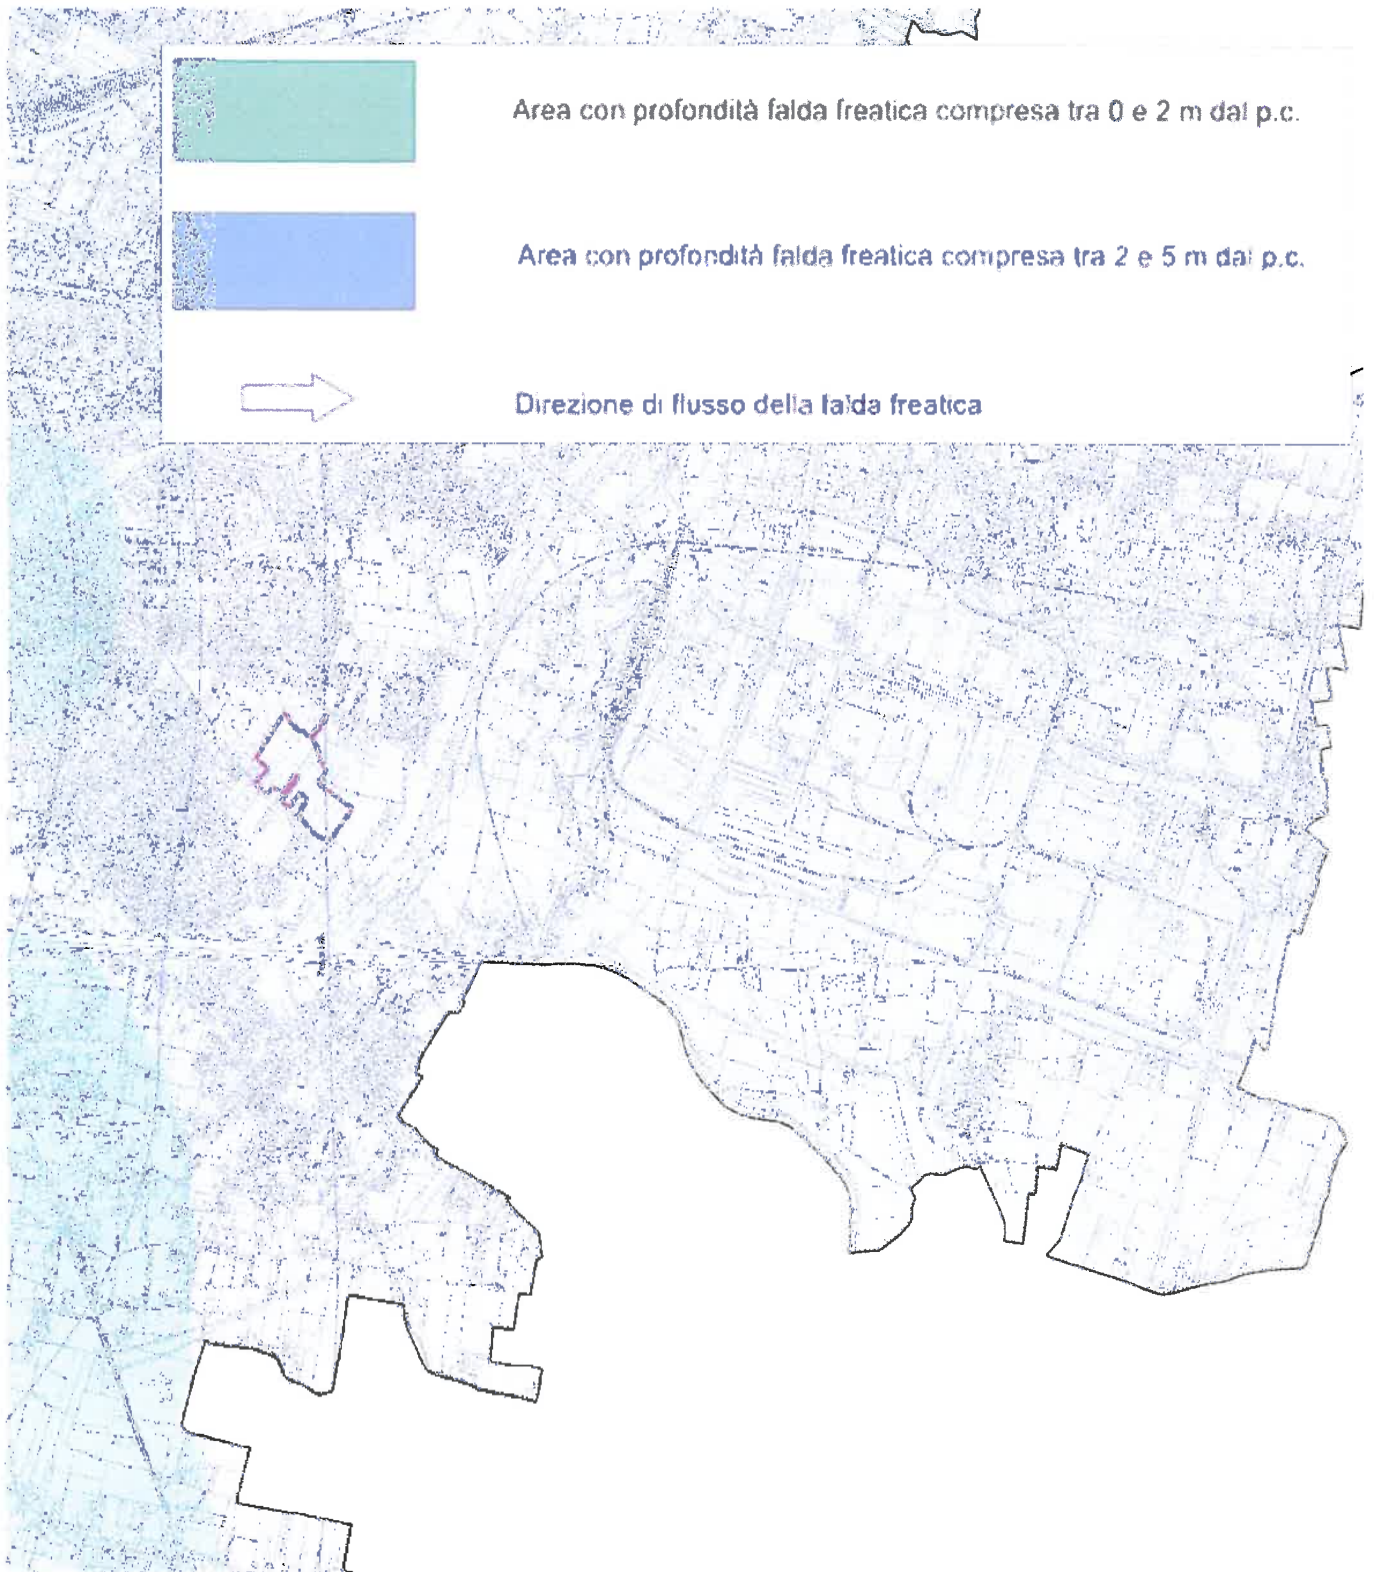 Area con profondità falda freatica compresa tra 0 e 2 m dal p.c.
Area con profondità falda freatica compresa tra 2 e 5 m dal p.c.
Direzione di flusso della falda freatica